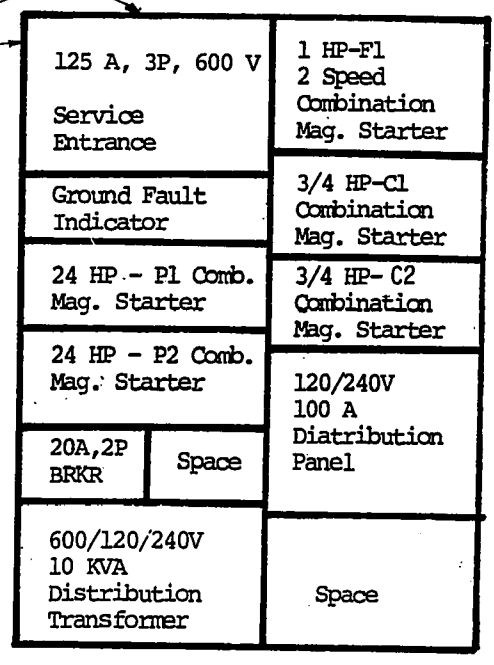 125 A, 3P, 600 V
Service
Entrance
Ground Fault
Indicator
24 HP - P1 Comb.
Mag. Starter
24 HP - P2 Comb.
Mag. Starter
20A,2P
BRKR
Space
600/120/240V
10 KVA
Distribution
Transformer
1 HP-F1
2 Speed
Combination
Mag. Starter
3/4 HP-C1
Combination
Mag. Starter
3/4 HP- C2
Combination
Mag. Starter
120/240V
100 A
Diatribution
Panel
Space